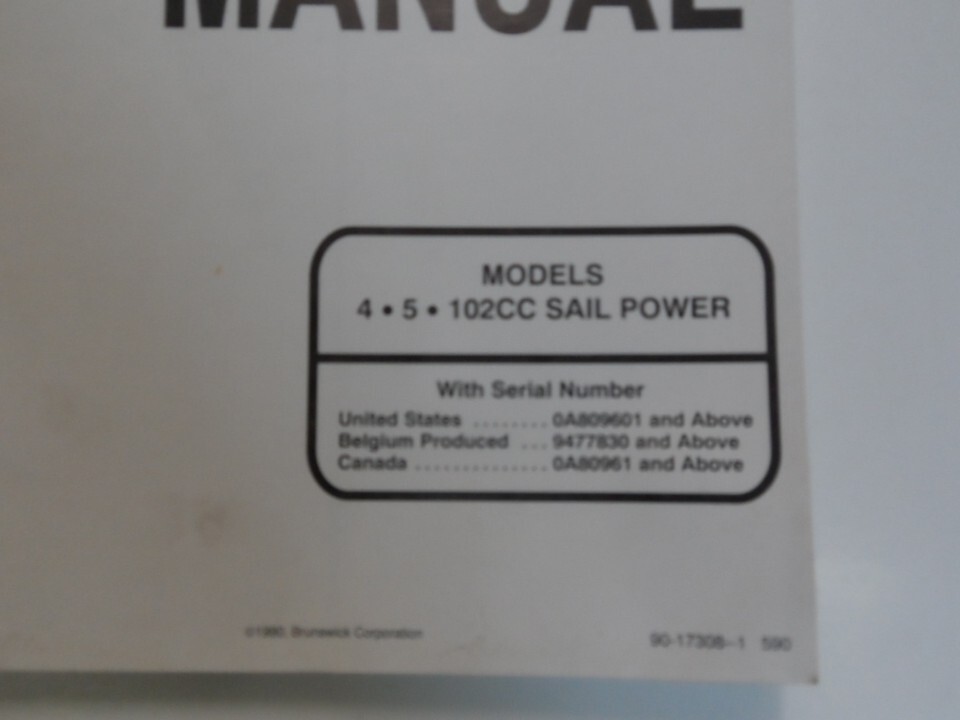 MANUAL
MODELS
4 • 5 • 102CC SAIL POWER
With Serial Number
United States ........ 0A809601 and Above
Belgium Produced ... 9477830 and Above
Canada .............. 0A80961 and Above
©1990, Brunswick Corporation
90-17308--1 590